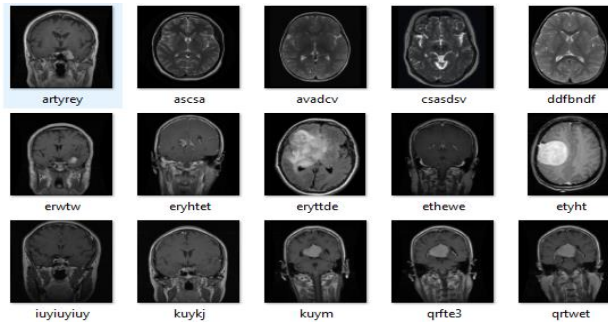 artyrey
ascsa
avadcv
csasdsv
ddfbndf
erwtw
eryhtet
eryttde
ethewe
etyht
iuyiuyiuy
kuykj
kuym
qrfte3
qrtwet